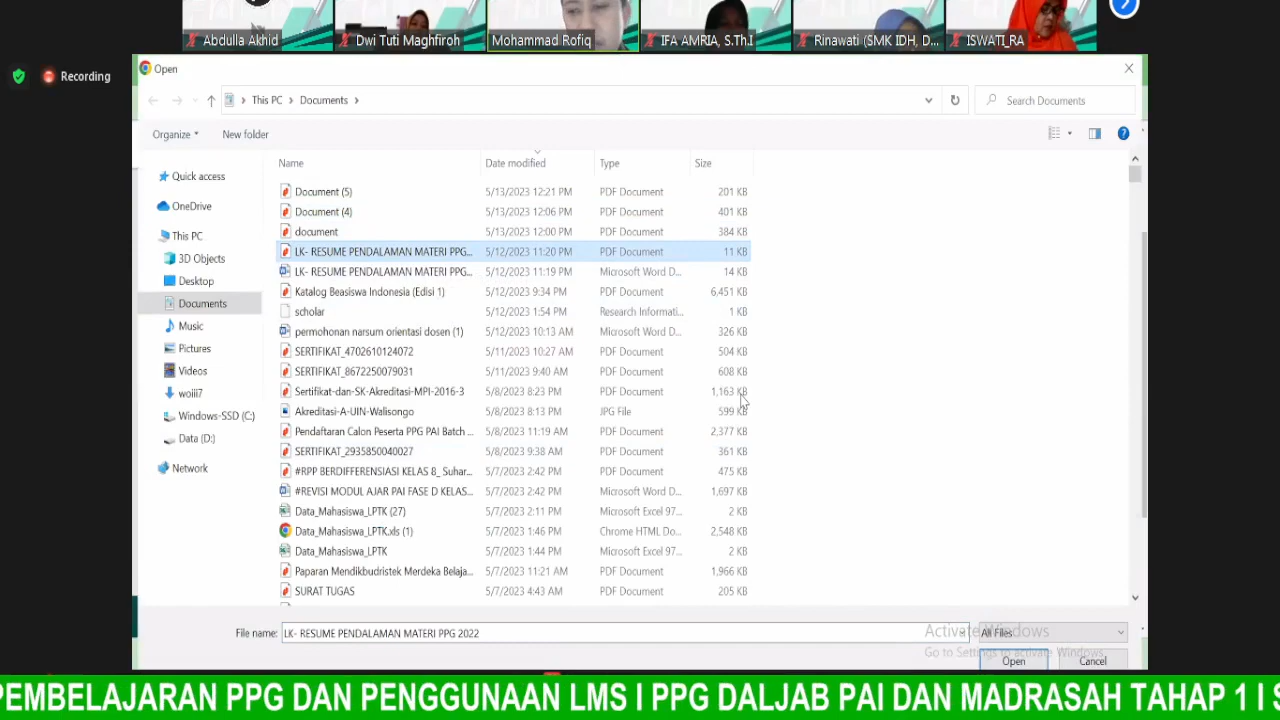 Abdulla Akhid
Dwi Tuti Maghfiroh
Mohammad Rofiq
IFA AMRIA, S.Th.I
Rinawati (SMK IDH, D...
ISWATI_RA
Recording
Open
This PC > Documents >
Search Documents
Organize
New folder
Name Date modified Type Size
Quick access
OneDrive
This PC
3D Objects
Desktop
Documents
Music
Pictures
Videos
woiii7
Windows-SSD (C:)
Data (D:)
Network
Document (5) 5/13/2023 12:21 PM PDF Document 201 KB
Document (4) 5/13/2023 12:06 PM PDF Document 401 KB
document 5/13/2023 12:00 PM PDF Document 384 KB
LK- RESUME PENDALAMAN MATERI PPG... 5/12/2023 11:20 PM PDF Document 11 KB
LK- RESUME PENDALAMAN MATERI PPG... 5/12/2023 11:19 PM Microsoft Word D... 14 KB
Katalog Beasiswa Indonesia (Edisi 1) 5/12/2023 9:34 PM PDF Document 6,451 KB
scholar 5/12/2023 1:54 PM Research Informati... 1 KB
permohonan narsum orientasi dosen (1) 5/12/2023 10:13 AM Microsoft Word D... 326 KB
SERTIFIKAT_4702610124072 5/11/2023 10:27 AM PDF Document 504 KB
SERTIFIKAT_8672250079031 5/11/2023 9:40 AM PDF Document 608 KB
Sertifikat-dan-SK-Akreditasi-MPI-2016-3 5/8/2023 8:23 PM PDF Document 1,163 KB
Akreditasi-A-UIN-Walisongo 5/8/2023 8:13 PM JPG File 599 KB
Pendaftaran Calon Peserta PPG PAI Batch ... 5/8/2023 11:19 AM PDF Document 2,377 KB
SERTIFIKAT_2935850040027 5/8/2023 9:38 AM PDF Document 361 KB
#RPP BERDIFFERENSIASI KELAS 8_ Suhar... 5/7/2023 2:42 PM PDF Document 475 KB
#REVISI MODUL AJAR PAI FASE D KELAS... 5/7/2023 2:42 PM Microsoft Word D... 1,697 KB
Data_Mahasiswa_LPTK (27) 5/7/2023 2:11 PM Microsoft Excel 97... 2 KB
Data_Mahasiswa_LPTK.xls (1) 5/7/2023 1:46 PM Chrome HTML Do... 2,548 KB
Data_Mahasiswa_LPTK 5/7/2023 1:44 PM Microsoft Excel 97... 2 KB
Paparan Mendikbudristek Merdeka Belaja... 5/7/2023 11:21 AM PDF Document 1,966 KB
SURAT TUGAS 5/7/2023 4:43 AM PDF Document 205 KB
File name: LK- RESUME PENDALAMAN MATERI PPG 2022
All Files
Activate Windows
Go to Settings to activate Windows.
Open
Cancel
PEMBELAJARAN PPG DAN PENGGUNAAN LMS I PPG DALJAB PAI DAN MADRASAH TAHAP 1 I S